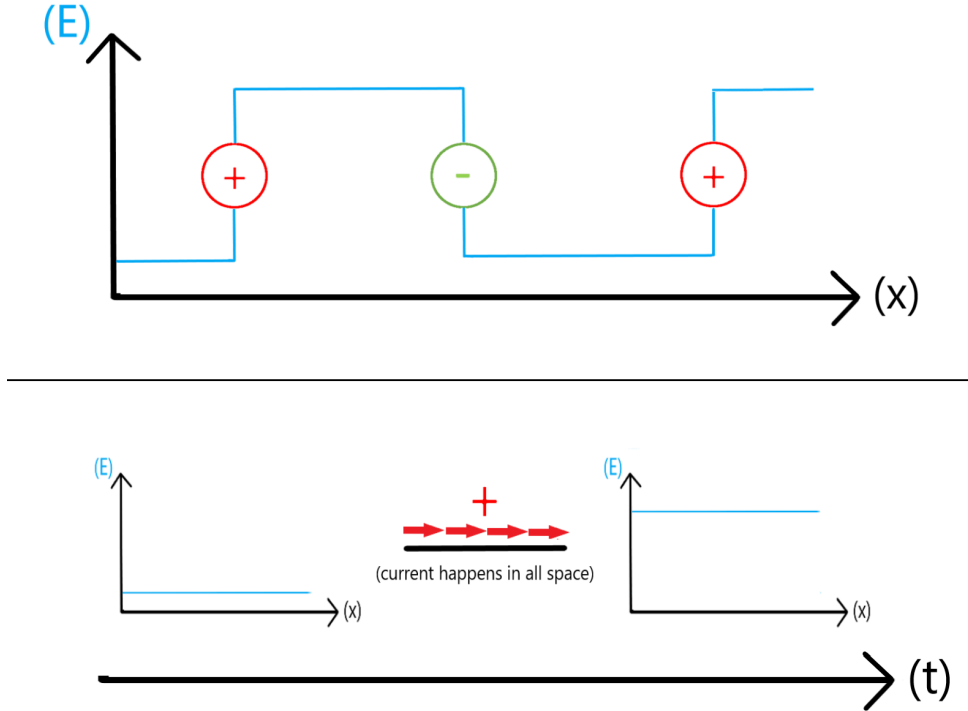 (E)
+
-
+
(x)
(E)
+
(E)
(current happens in all space)
(x)
(x)
(t)